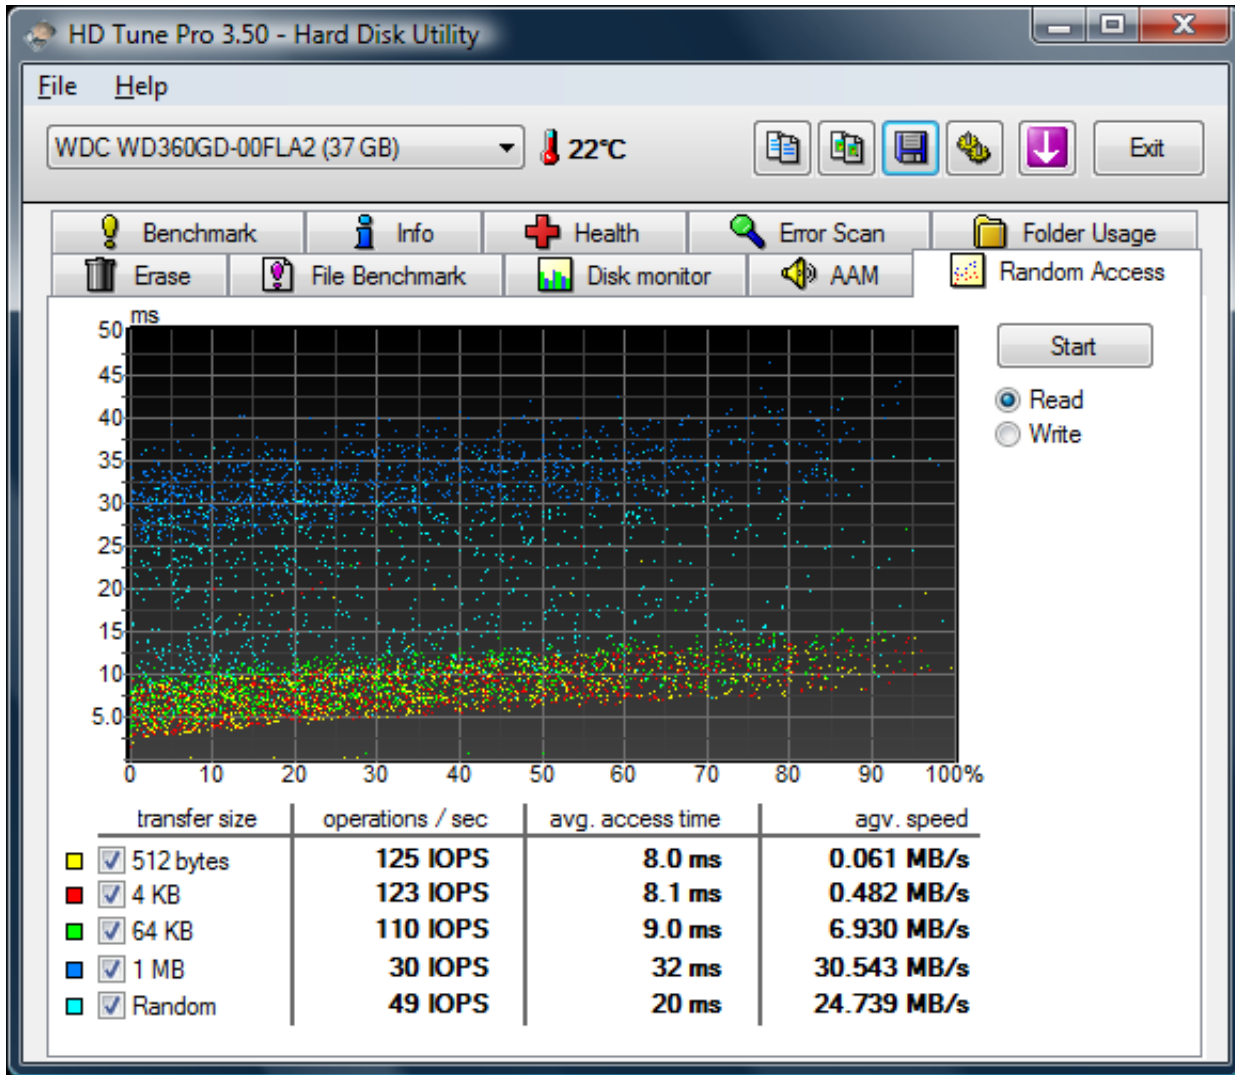 HD Tune Pro 3.50 - Hard Disk Utility
File Help
WDC WD360GD-00FLA2 (37 GB) 22°C Exit
Benchmark Info Health Error Scan Folder Usage
Erase File Benchmark Disk monitor AAM Random Access
ms
50
45
40
35
30
25
20
15
10
5.0
0 10 20 30 40 50 60 70 80 90 100%
Start
Read
Write
transfer size operations / sec avg. access time agv. speed
512 bytes 125 IOPS 8.0 ms 0.061 MB/s
4 KB 123 IOPS 8.1 ms 0.482 MB/s
64 KB 110 IOPS 9.0 ms 6.930 MB/s
1 MB 30 IOPS 32 ms 30.543 MB/s
Random 49 IOPS 20 ms 24.739 MB/s